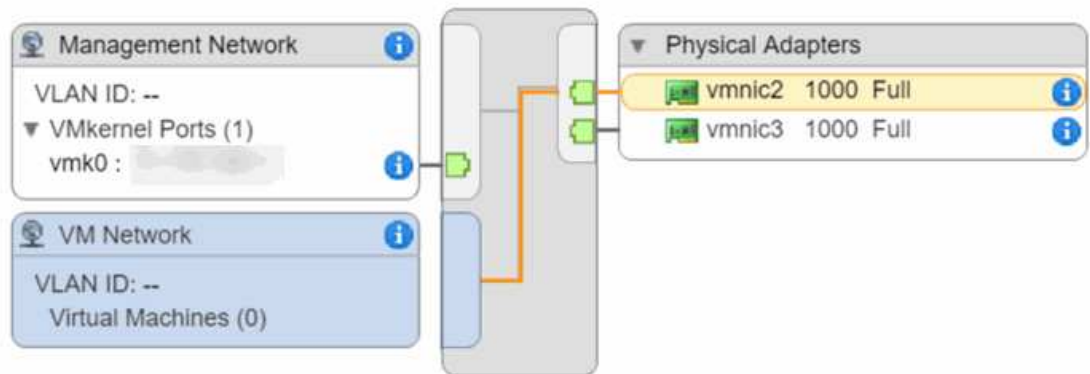 Management Network
VLAN ID: --
VMkernel Ports (1)
vmk0 :
VM Network
VLAN ID: --
Virtual Machines (0)
Physical Adapters
vmnic2 1000 Full
vmnic3 1000 Full